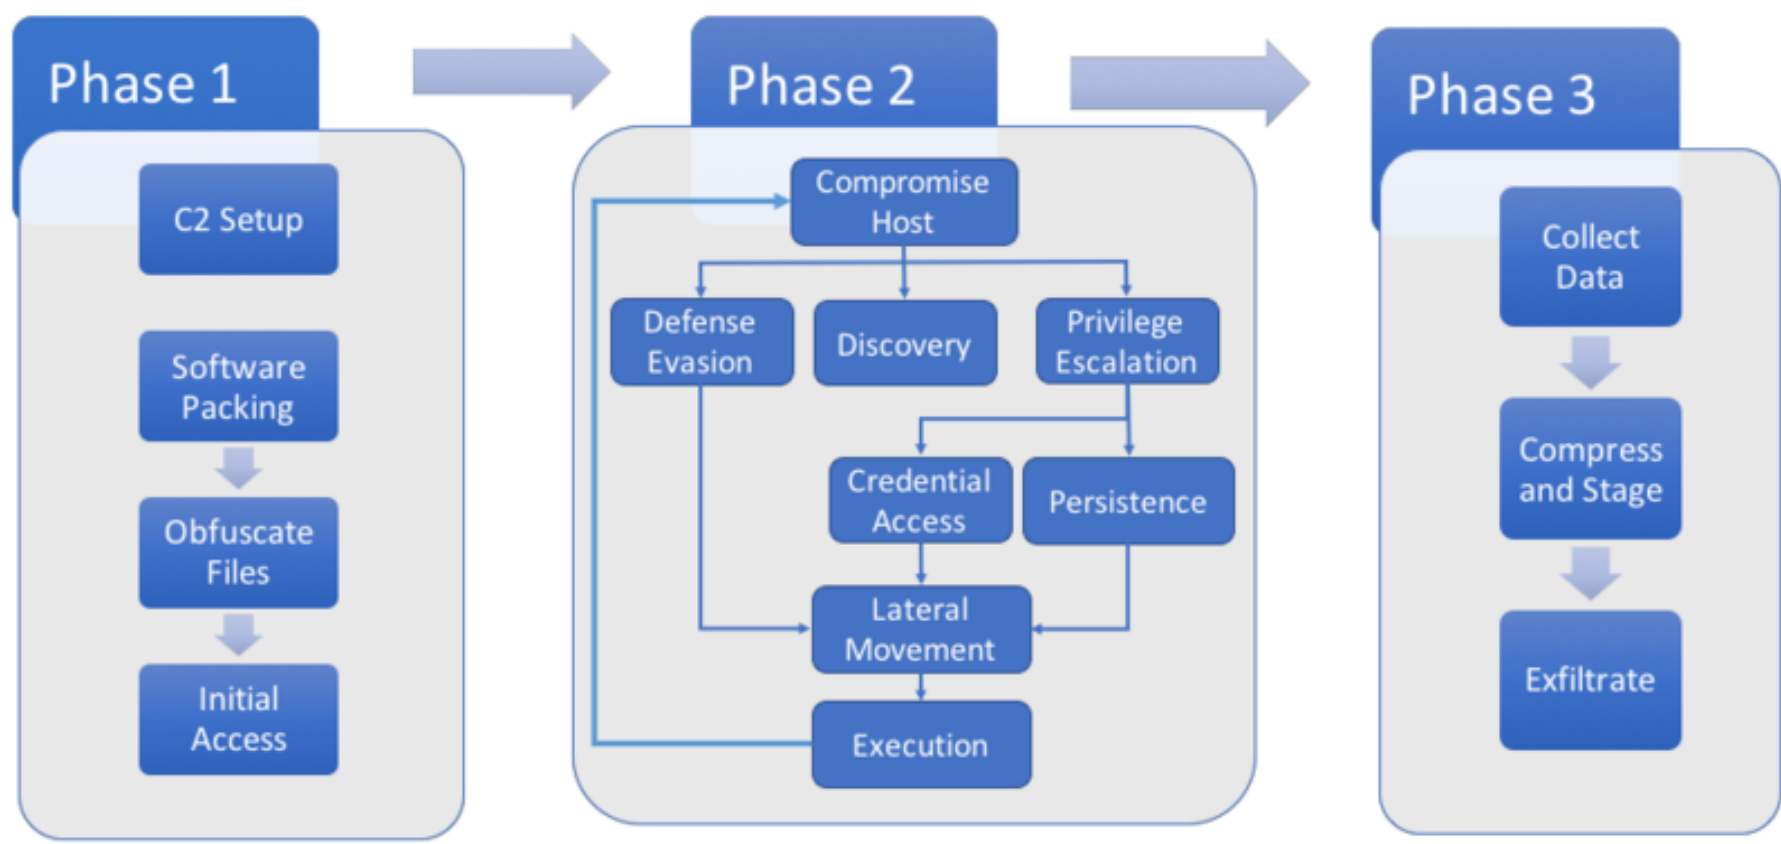 Phase 1
C2 Setup
Software
Packing
Obfuscate
Files
Initial
Access
Phase 2
Compromise
Host
Defense
Evasion
Discovery
Privilege
Escalation
Credential
Access
Persistence
Lateral
Movement
Execution
Phase 3
Collect
Data
Compress
and Stage
Exfiltrate